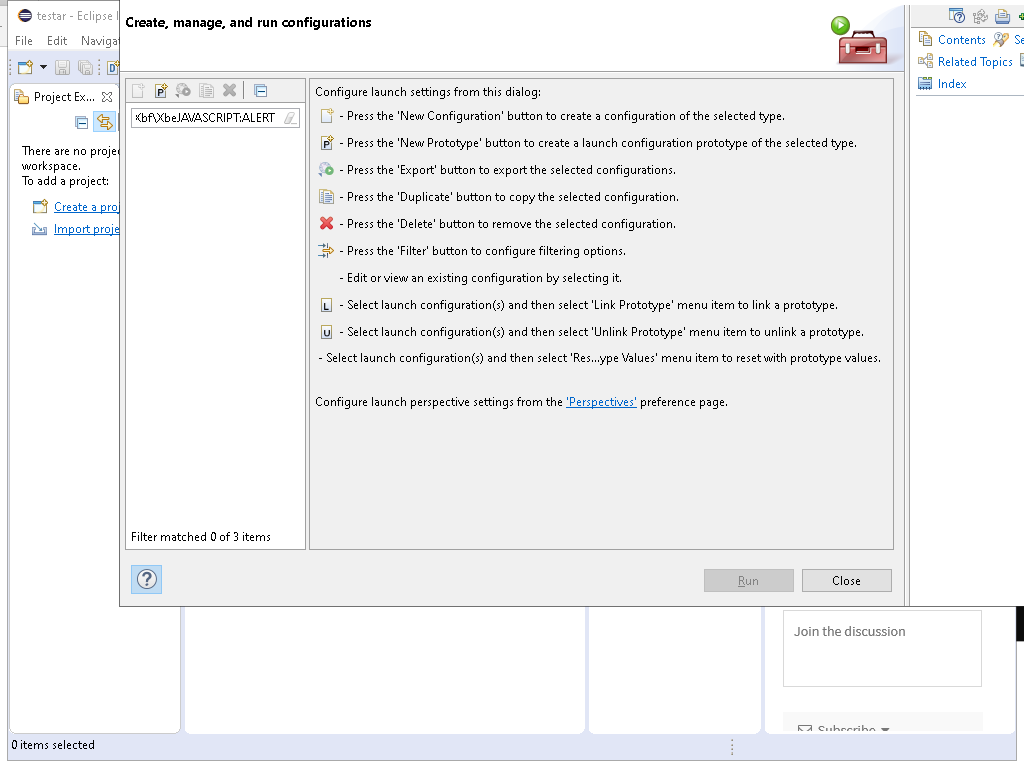 testar - Eclipse I
Create, manage, and run configurations
File Edit Naviga
Contents
Related Topics
Index
Project Ex...
Configure launch settings from this dialog:
\bf\XbeJAVASCRIPT:ALERT
- Press the 'New Configuration' button to create a configuration of the selected type.
- Press the 'New Prototype' button to create a launch configuration prototype of the selected type.
- Press the 'Export' button to export the selected configurations.
- Press the 'Duplicate' button to copy the selected configuration.
- Press the 'Delete' button to remove the selected configuration.
- Press the 'Filter' button to configure filtering options.
- Edit or view an existing configuration by selecting it.
- Select launch configuration(s) and then select 'Link Prototype' menu item to link a prototype.
- Select launch configuration(s) and then select 'Unlink Prototype' menu item to unlink a prototype.
- Select launch configuration(s) and then select 'Res...ype Values' menu item to reset with prototype values.
Configure launch perspective settings from the 'Perspectives' preference page.
There are no proje
workspace.
To add a project:
Create a proj
Import proje
Filter matched 0 of 3 items
Run Close
Join the discussion
Subscribe
0 items selected